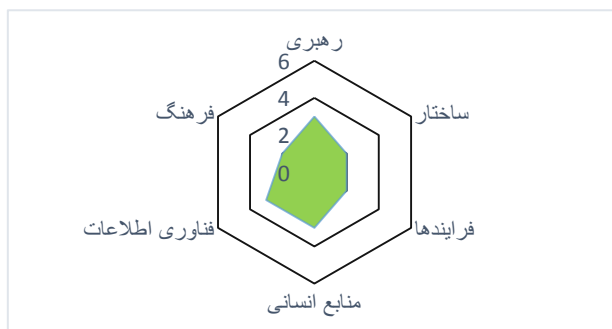 رهبری
6
4
2
0
ساختار
فرایندها
منابع انسانی
فناوری اطلاعات
فرهنگ